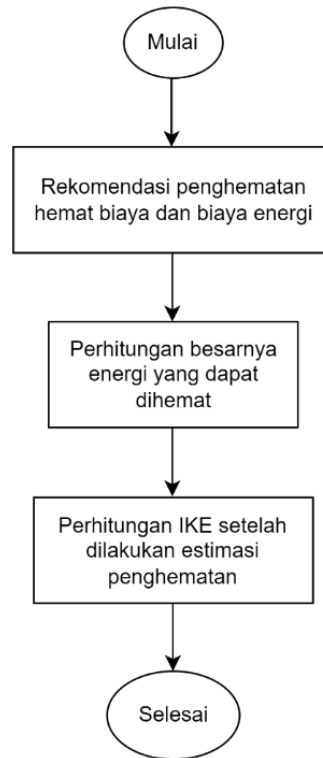 Mulai
Rekomendasi penghematan
hemat biaya dan biaya energi
Perhitungan besarnya
energi yang dapat
dihemat
Perhitungan IKE setelah
dilakukan estimasi
penghematan
Selesai